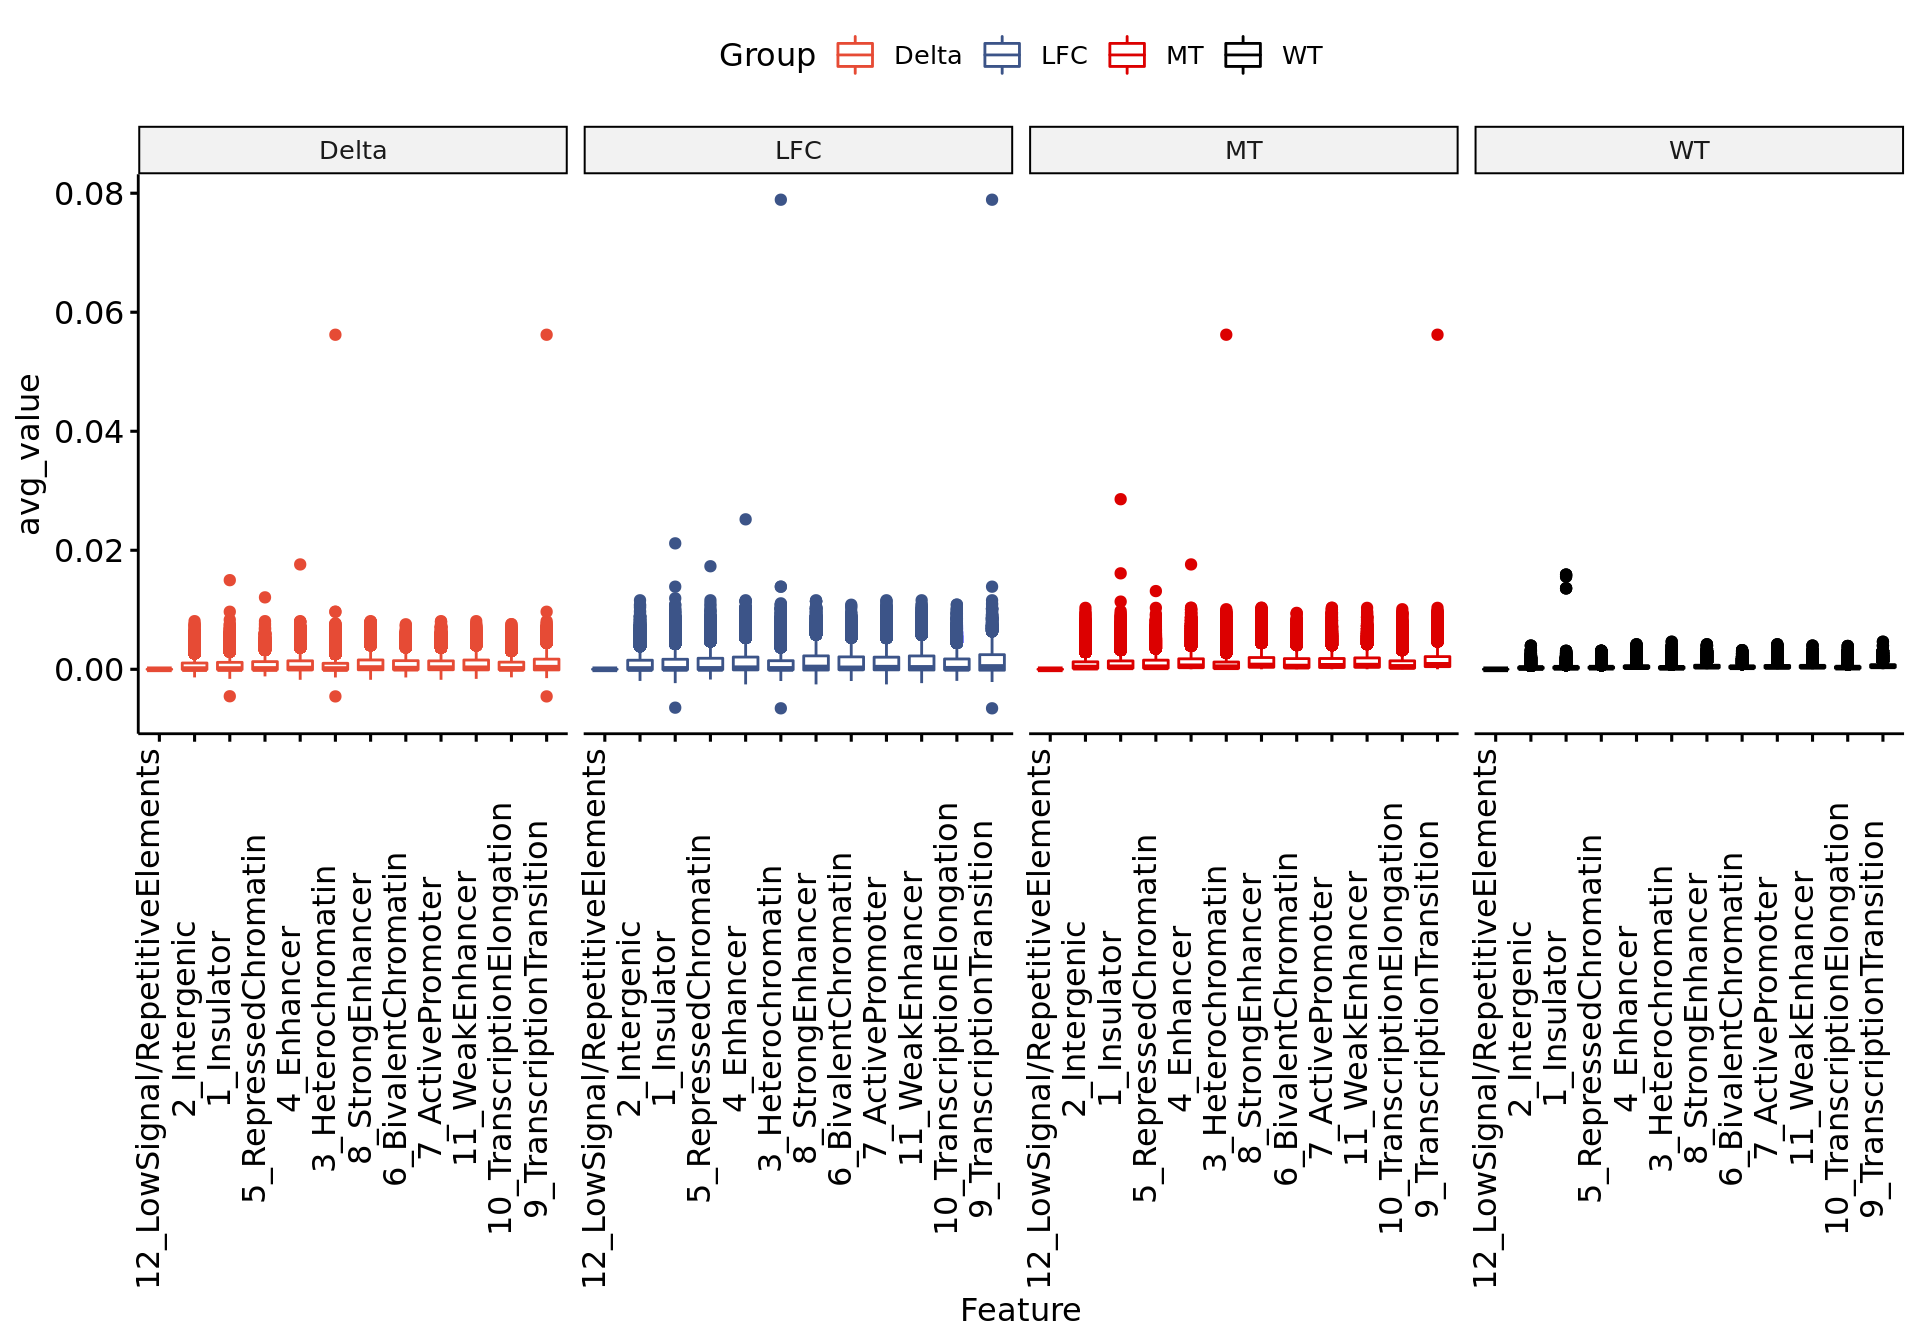 Group Delta LFC MT WT
Delta LFC MT WT
avg_value
0.08
0.06
0.04
0.02
0.00
12_LowSignal/RepetitiveElements
2_Intergenic
1_Insulator
5_RepressedChromatin
4_Enhancer
3_Heterochromatin
8_StrongEnhancer
6_BivalentChromatin
7_ActivePromoter
11_WeakEnhancer
10_TranscriptionElongation
9_TranscriptionTransition
12_LowSignal/RepetitiveElements
2_Intergenic
1_Insulator
5_RepressedChromatin
4_Enhancer
3_Heterochromatin
8_StrongEnhancer
6_BivalentChromatin
7_ActivePromoter
11_WeakEnhancer
10_TranscriptionElongation
9_TranscriptionTransition
12_LowSignal/RepetitiveElements
2_Intergenic
1_Insulator
5_RepressedChromatin
4_Enhancer
3_Heterochromatin
8_StrongEnhancer
6_BivalentChromatin
7_ActivePromoter
11_WeakEnhancer
10_TranscriptionElongation
9_TranscriptionTransition
12_LowSignal/RepetitiveElements
2_Intergenic
1_Insulator
5_RepressedChromatin
4_Enhancer
3_Heterochromatin
8_StrongEnhancer
6_BivalentChromatin
7_ActivePromoter
11_WeakEnhancer
10_TranscriptionElongation
9_TranscriptionTransition
Feature